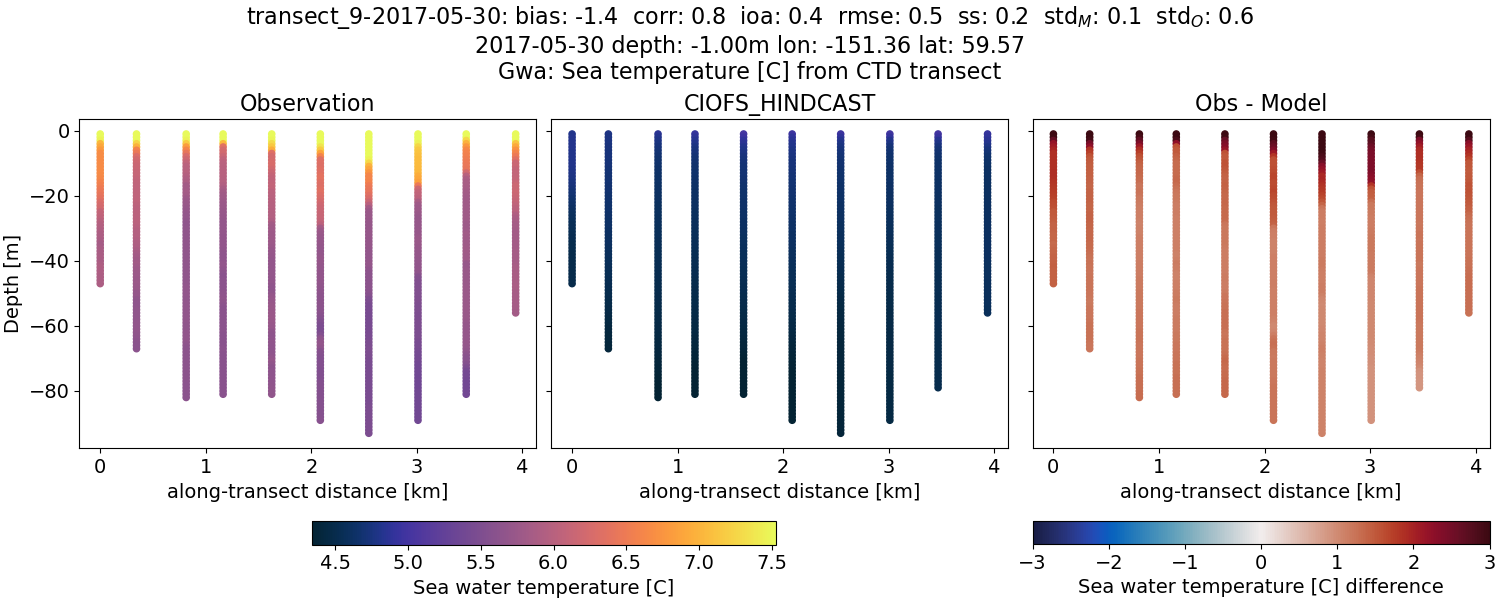 transect_9-2017-05-30: bias: -1.4  corr: 0.8  ioa: 0.4  rmse: 0.5  ss: 0.2  std_M: 0.1  std_O: 0.6
2017-05-30 depth: -1.00m lon: -151.36 lat: 59.57
Gwa: Sea temperature [C] from CTD transect
Observation
CIOFS_HINDCAST
Obs - Model
Depth [m]
0
−20
−40
−60
−80
0 1 2 3 4
0 1 2 3 4
0 1 2 3 4
along-transect distance [km]
along-transect distance [km]
along-transect distance [km]
4.5 5.0 5.5 6.0 6.5 7.0 7.5
Sea water temperature [C]
−3 −2 −1 0 1 2 3
Sea water temperature [C] difference